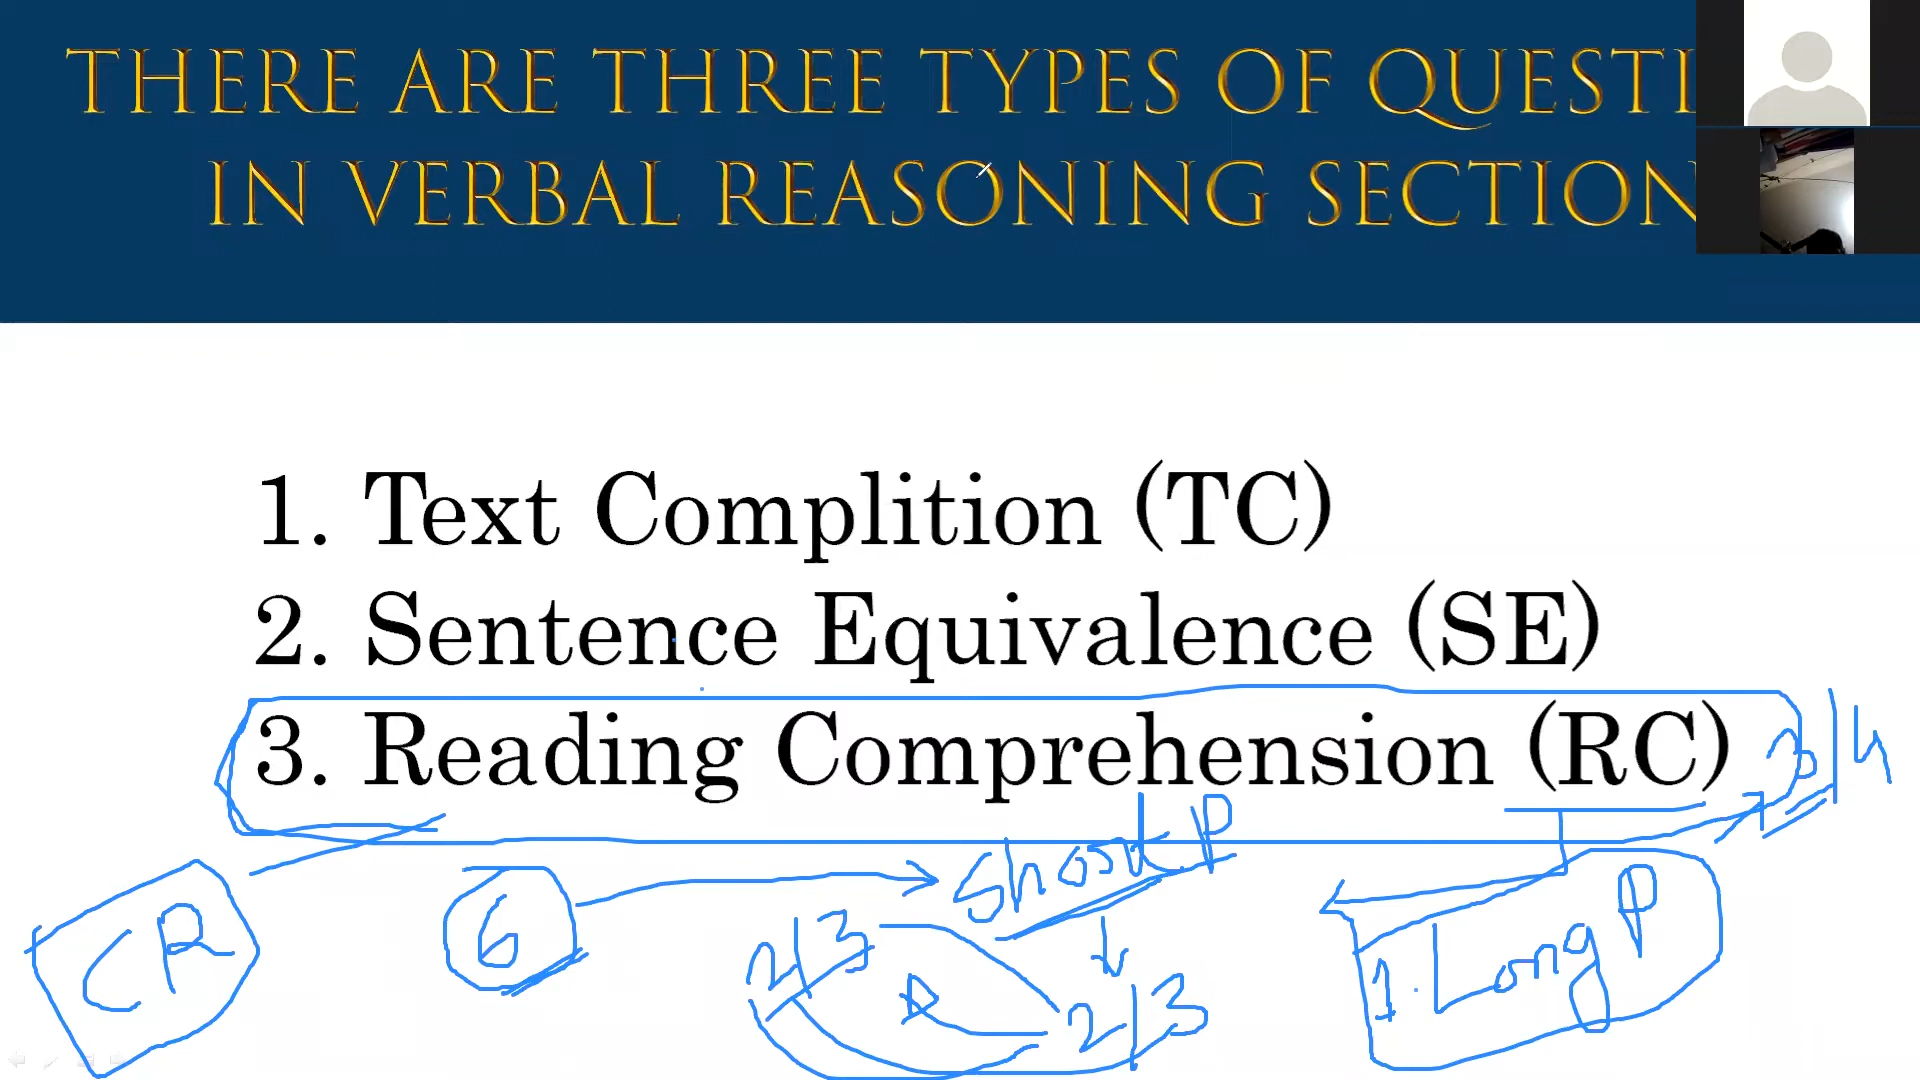 THERE ARE THREE TYPES OF QUESTI
IN VERBAL REASONING SECTION
1. Text Complition (TC)
2. Sentence Equivalence (SE)
3. Reading Comprehension (RC) 3/4
Short P
CR 6 2/3 2/3 1. Long P